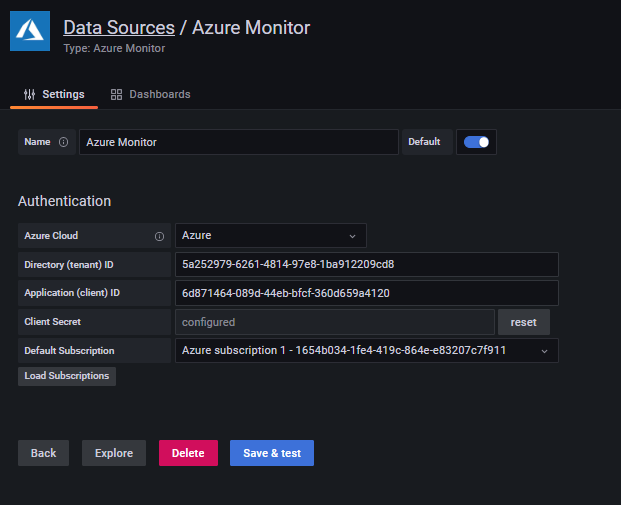 Data Sources / Azure Monitor
Type: Azure Monitor
Settings Dashboards
Name Azure Monitor Default
Authentication
Azure Cloud Azure
Directory (tenant) ID 5a252979-6261-4814-97e8-1ba912209cd8
Application (client) ID 6d871464-089d-44eb-bfcf-360d659a4120
Client Secret configured reset
Default Subscription Azure subscription 1 - 1654b034-1fe4-419c-864e-e83207c7f911
Load Subscriptions
Back Explore Delete Save & test